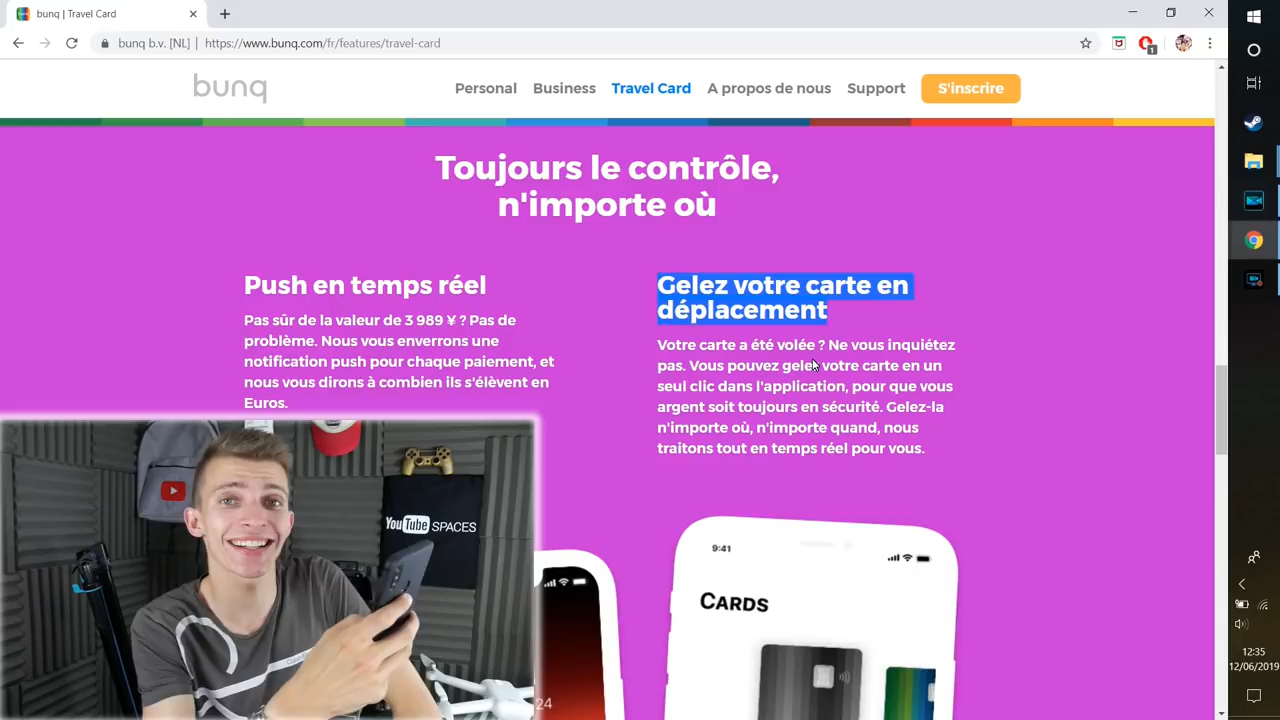 bunq | Travel Card
bunq b.v. [NL] | https://www.bunq.com/fr/features/travel-card
1
bunq
Personal
Business
Travel Card
A propos de nous
Support
S'inscrire
Toujours le contrôle,
n'importe où
Push en temps réel
Pas sûr de la valeur de 3 989 ¥ ? Pas de
problème. Nous vous enverrons une
notification push pour chaque paiement, et
nous vous dirons à combien ils s'élèvent en
Euros.
Gelez votre carte en
déplacement
Votre carte a été volée ? Ne vous inquiétez
pas. Vous pouvez gelez votre carte en un
seul clic dans l'application, pour que vous
argent soit toujours en sécurité. Gelez-la
n'importe où, n'importe quand, nous
traitons tout en temps réel pour vous.
YouTube SPACES
24
9:41
CARDS
12:35
12/06/2019